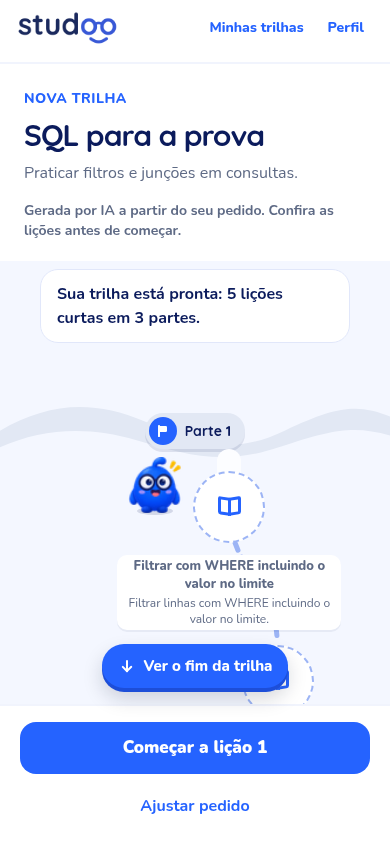 studoo
Minhas trilhas
Perfil
NOVA TRILHA
SQL para a prova
Praticar filtros e junções em consultas.
Gerada por IA a partir do seu pedido. Confira as
lições antes de começar.
Sua trilha está pronta: 5 lições
curtas em 3 partes.
Parte 1
Filtrar com WHERE incluindo o
valor no limite
Filtrar linhas com WHERE incluindo o
valor no limite.
Ver o fim da trilha
Começar a lição 1
Ajustar pedido